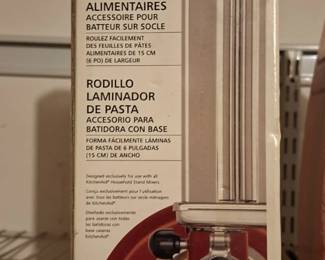 ALIMENTAIRES
ACCESSOIRE POUR
BATTEUR SUR SOCLE
ROULEZ FACILEMENT
DES FEUILLES DE PÂTES
ALIMENTAIRES DE 15 CM
(6 PO) DE LARGEUR
RODILLO
LAMINADOR
DE PASTA
ACCESORIO PARA
BATIDORA CON BASE
FORMA FÁCILMENTE LÁMINAS
DE PASTA DE 6 PULGADAS
(15 CM) DE ANCHO
Designed exclusively for use with all
KitchenAid® Household Stand Mixers.
Conçu exclusivement pour l'utilisation
avec tous les batteurs sur socle ménagers
de KitchenAid®.
Diseñado exclusivamente
para usarse con todas
las batidoras con
base caseras
KitchenAid®.